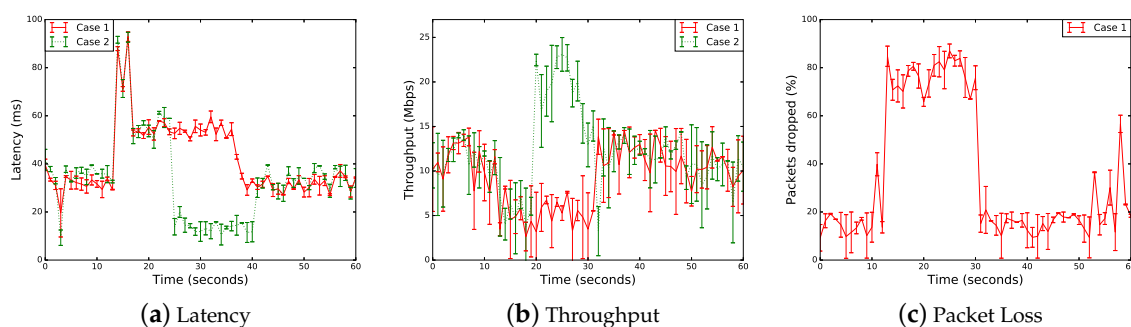 Case 1
Case 2
Latency (ms)
100
80
60
40
20
0
0 10 20 30 40 50 60
Time (seconds)
(a) Latency
Case 1
Case 2
Throughput (Mbps)
25
20
15
10
5
0
0 10 20 30 40 50 60
Time (seconds)
(b) Throughput
Case 1
Packets dropped (%)
100
80
60
40
20
0
0 10 20 30 40 50 60
Time (seconds)
(c) Packet Loss